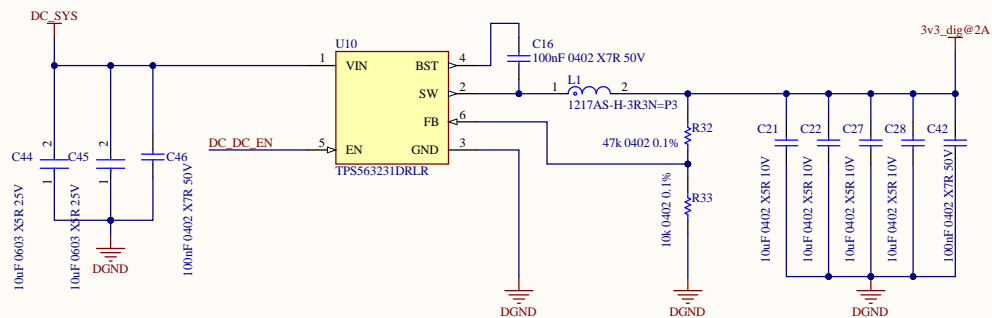 DC_SYS
3v3_dig@2A
U10
1
VIN
BST
4
C16
100nF 0402 X7R 50V
SW
2
1
L1
2
1217AS-H-3R3N=P3
FB
6
R32
47k 0402 0.1%
DC_DC_EN
5
EN
GND
3
TPS563231DRLR
R33
10k 0402 0.1%
C44
2
1
10uF 0603 X5R 25V
C45
2
1
10uF 0603 X5R 25V
C46
100nF 0402 X7R 50V
C21
10uF 0402 X5R 10V
C22
10uF 0402 X5R 10V
C27
10uF 0402 X5R 10V
C28
10uF 0402 X5R 10V
C42
100nF 0402 X7R 50V
DGND
DGND
DGND
DGND